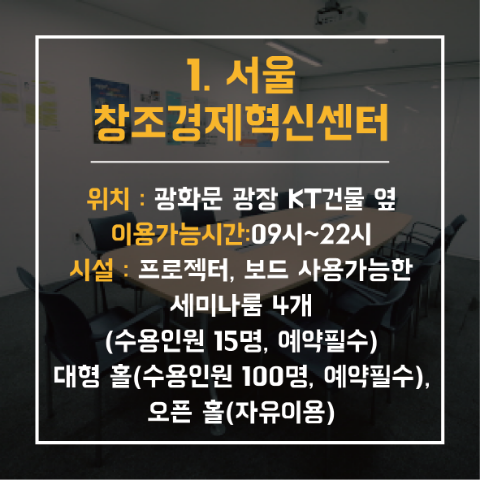 1. 서울
창조경제혁신센터
위치 : 광화문 광장 KT건물 옆
이용가능시간:09시~22시
시설 : 프로젝터, 보드 사용가능한
세미나룸 4개
(수용인원 15명, 예약필수)
대형 홀(수용인원 100명, 예약필수),
오픈 홀(자유이용)